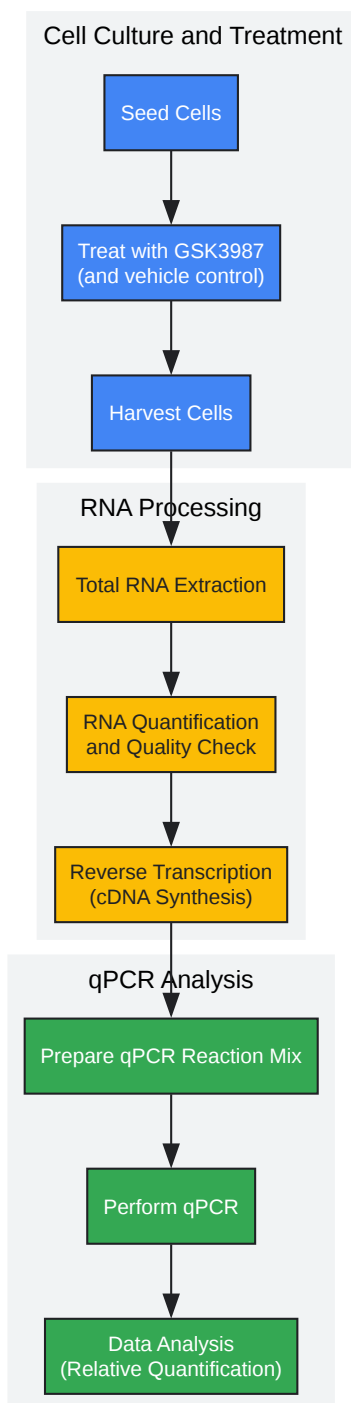 Cell Culture and Treatment
Seed Cells
Treat with GSK3987
(and vehicle control)
Harvest Cells
RNA Processing
Total RNA Extraction
RNA Quantification
and Quality Check
Reverse Transcription
(cDNA Synthesis)
qPCR Analysis
Prepare qPCR Reaction Mix
Perform qPCR
Data Analysis
(Relative Quantification)